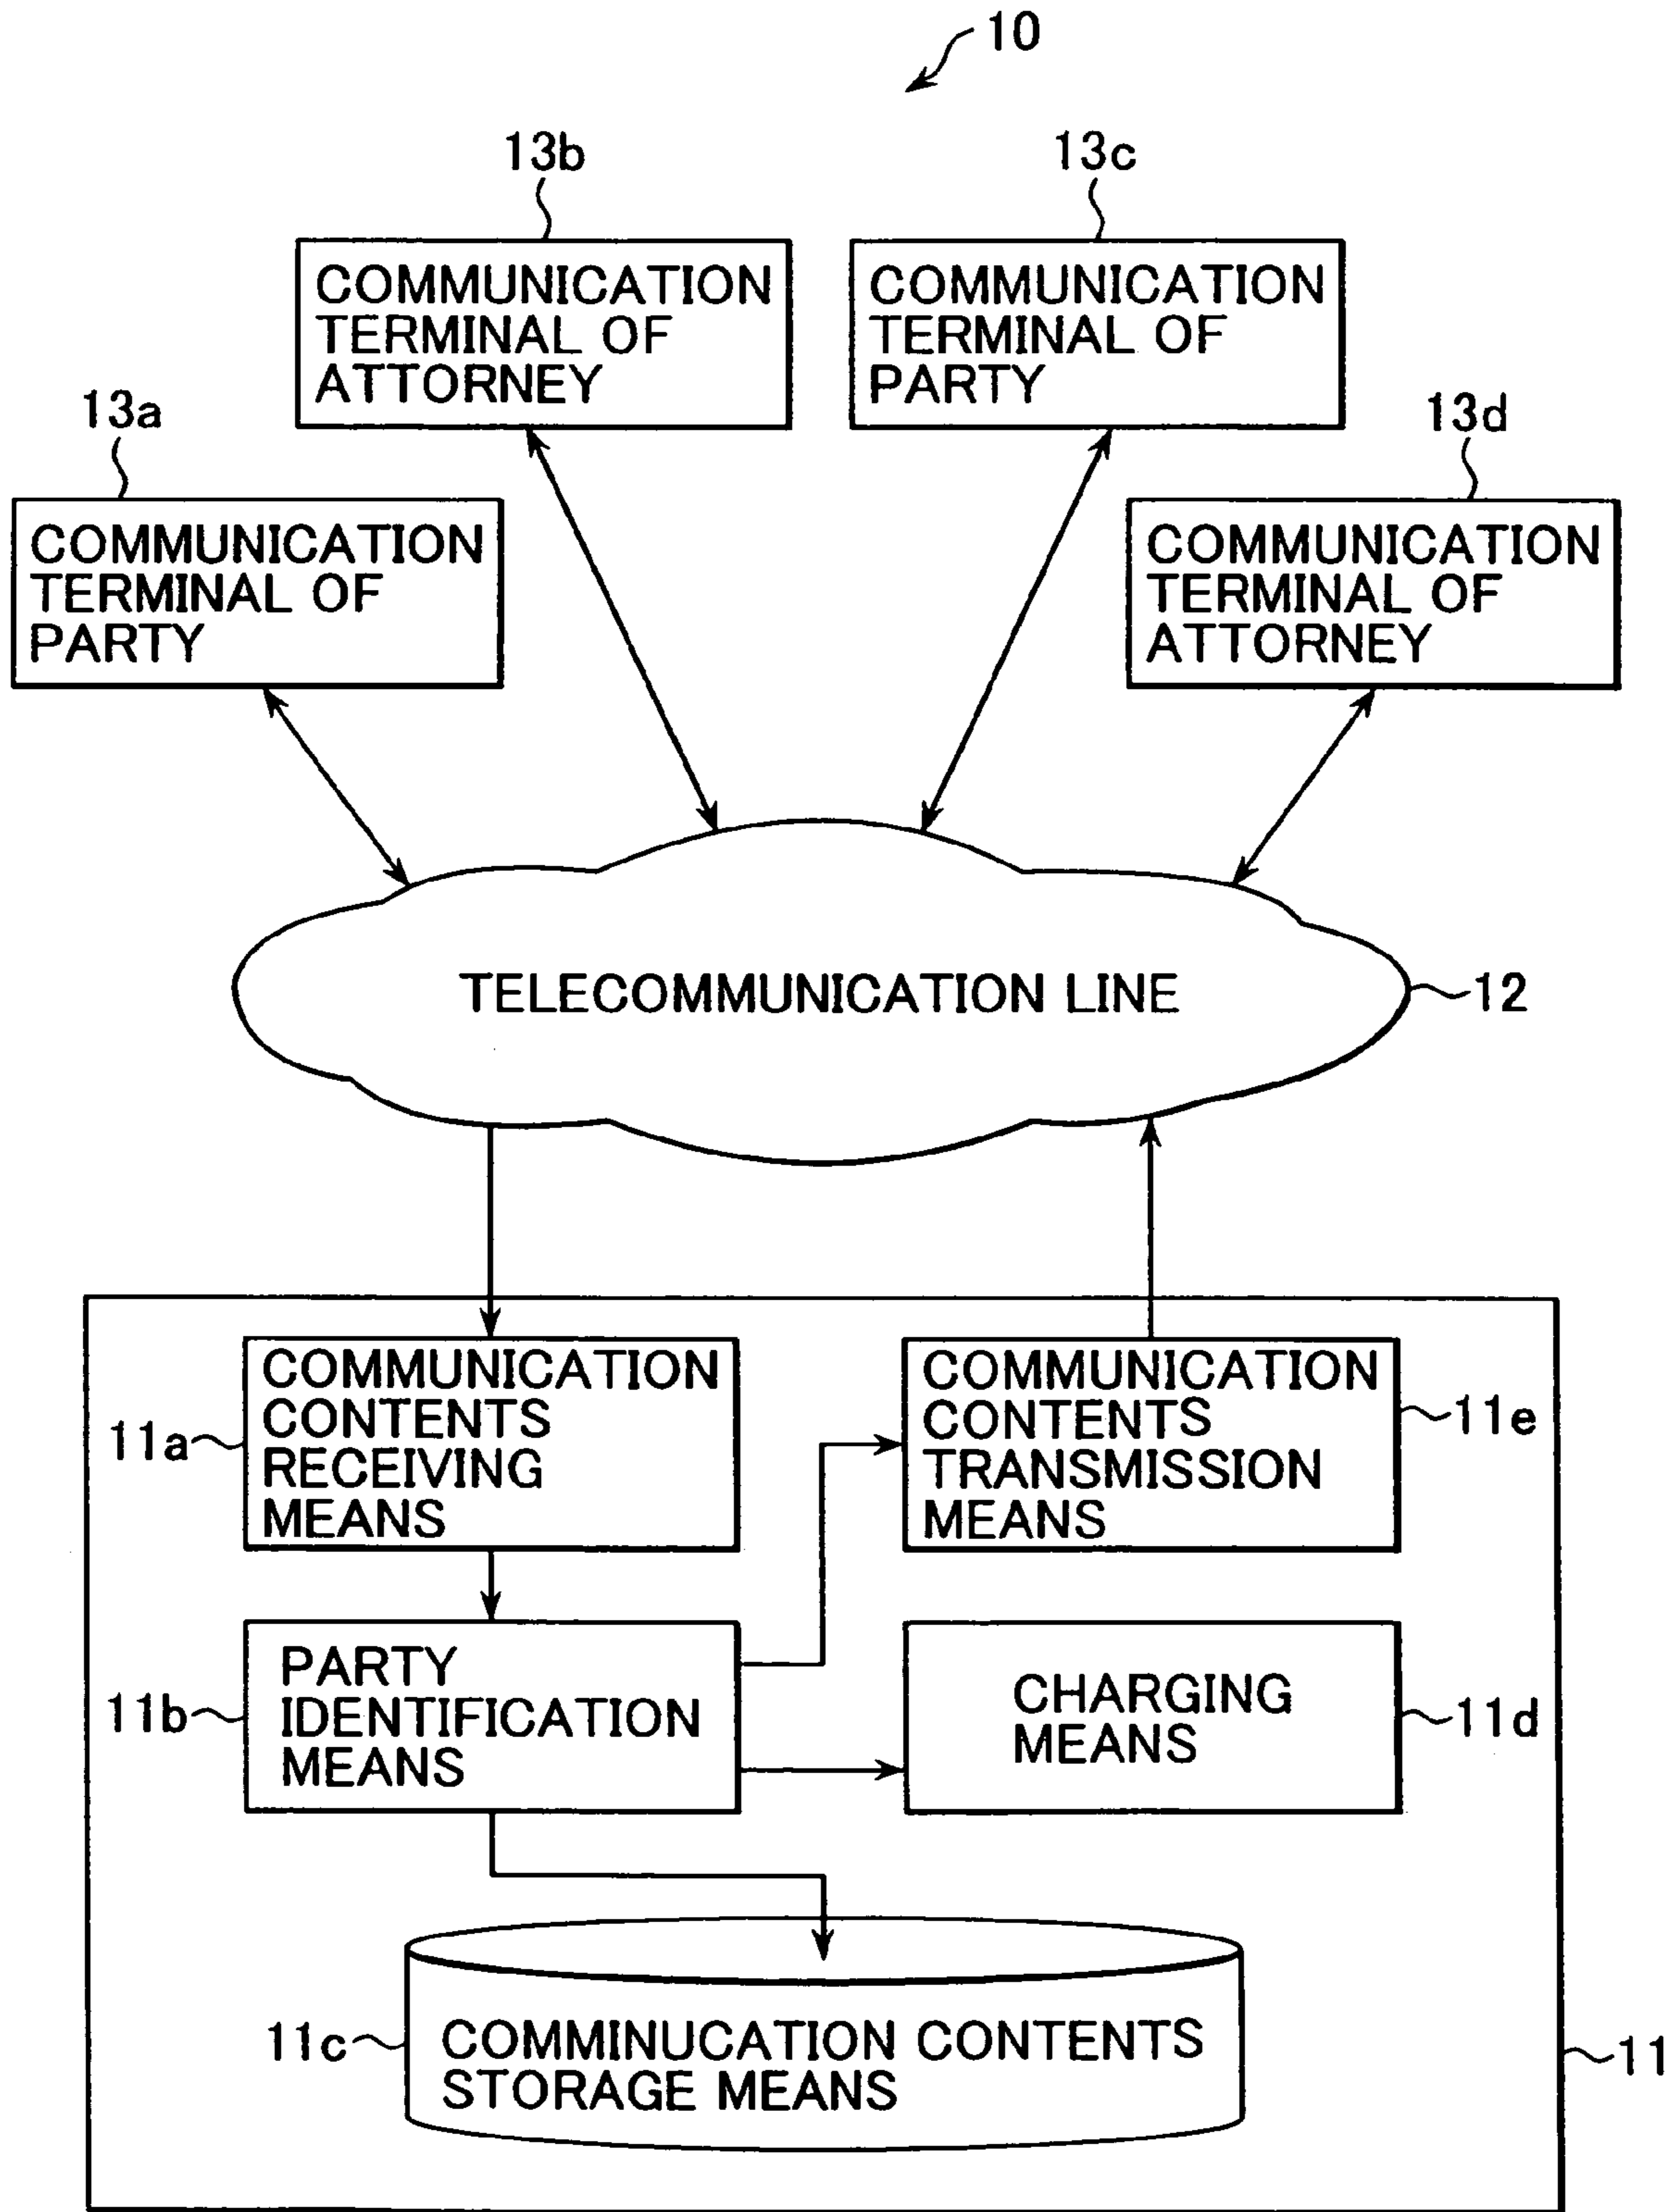 10
13b
13c
COMMUNICATION
TERMINAL OF
ATTORNEY
COMMUNICATION
TERMINAL OF
PARTY
13a
13d
COMMUNICATION
TERMINAL OF
PARTY
COMMUNICATION
TERMINAL OF
ATTORNEY
TELECOMMUNICATION LINE
12
COMMUNICATION
CONTENTS
RECEIVING
MEANS
11a
COMMUNICATION
CONTENTS
TRANSMISSION
MEANS
11e
PARTY
IDENTIFICATION
MEANS
11b
CHARGING
MEANS
11d
11c
COMMINUCATION CONTENTS
STORAGE MEANS
11